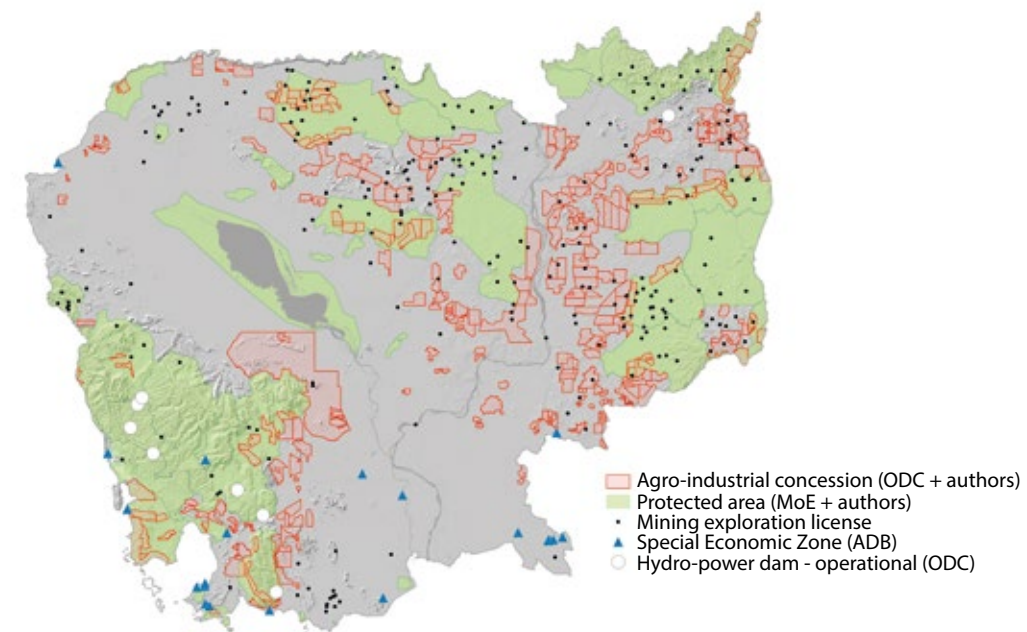 Agro-industrial concession (ODC + authors)
Protected area (MoE + authors)
Mining exploration license
Special Economic Zone (ADB)
Hydro-power dam - operational (ODC)